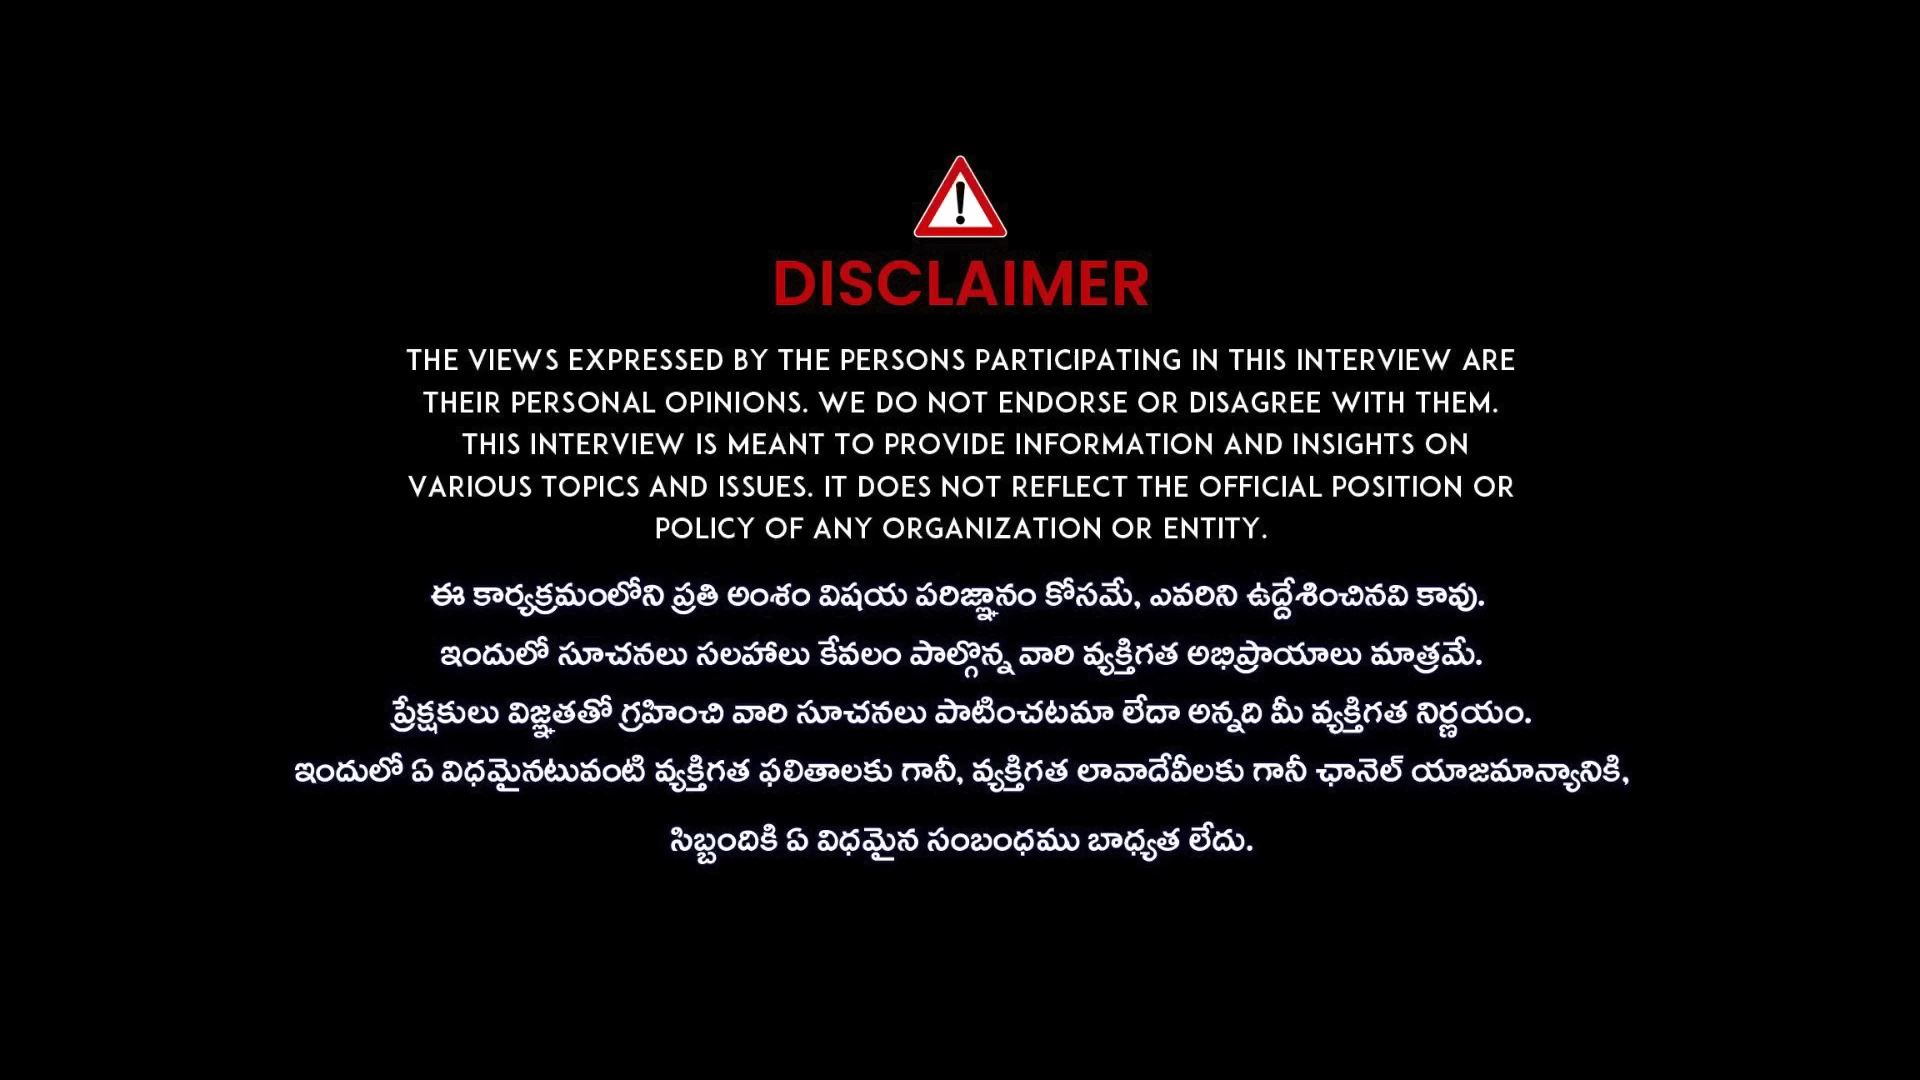 DISCLAIMER
THE VIEWS EXPRESSED BY THE PERSONS PARTICIPATING IN THIS INTERVIEW ARE
THEIR PERSONAL OPINIONS. WE DO NOT ENDORSE OR DISAGREE WITH THEM.
THIS INTERVIEW IS MEANT TO PROVIDE INFORMATION AND INSIGHTS ON
VARIOUS TOPICS AND ISSUES. IT DOES NOT REFLECT THE OFFICIAL POSITION OR
POLICY OF ANY ORGANIZATION OR ENTITY.
ఈ కార్యక్రమంలోని ప్రతి అంశం విషయ పరిజ్ఞానం కోసమే, ఎవరిని ఉద్దేశించినవి కావు.
ఇందులో సూచనలు సలహాలు కేవలం పాల్గొన్న వారి వ్యక్తిగత అభిప్రాయాలు మాత్రమే.
ప్రేక్షకులు విజ్ఞతతో గ్రహించి వారి సూచనలు పాటించటమా లేదా అన్నది మీ వ్యక్తిగత నిర్ణయం.
ఇందులో ఏ విధమైనటువంటి వ్యక్తిగత ఫలితాలకు గానీ, వ్యక్తిగత లావాదేవీలకు గానీ ఛానెల్ యాజమాన్యానికి,
సిబ్బందికి ఏ విధమైన సంబంధము బాధ్యత లేదు.